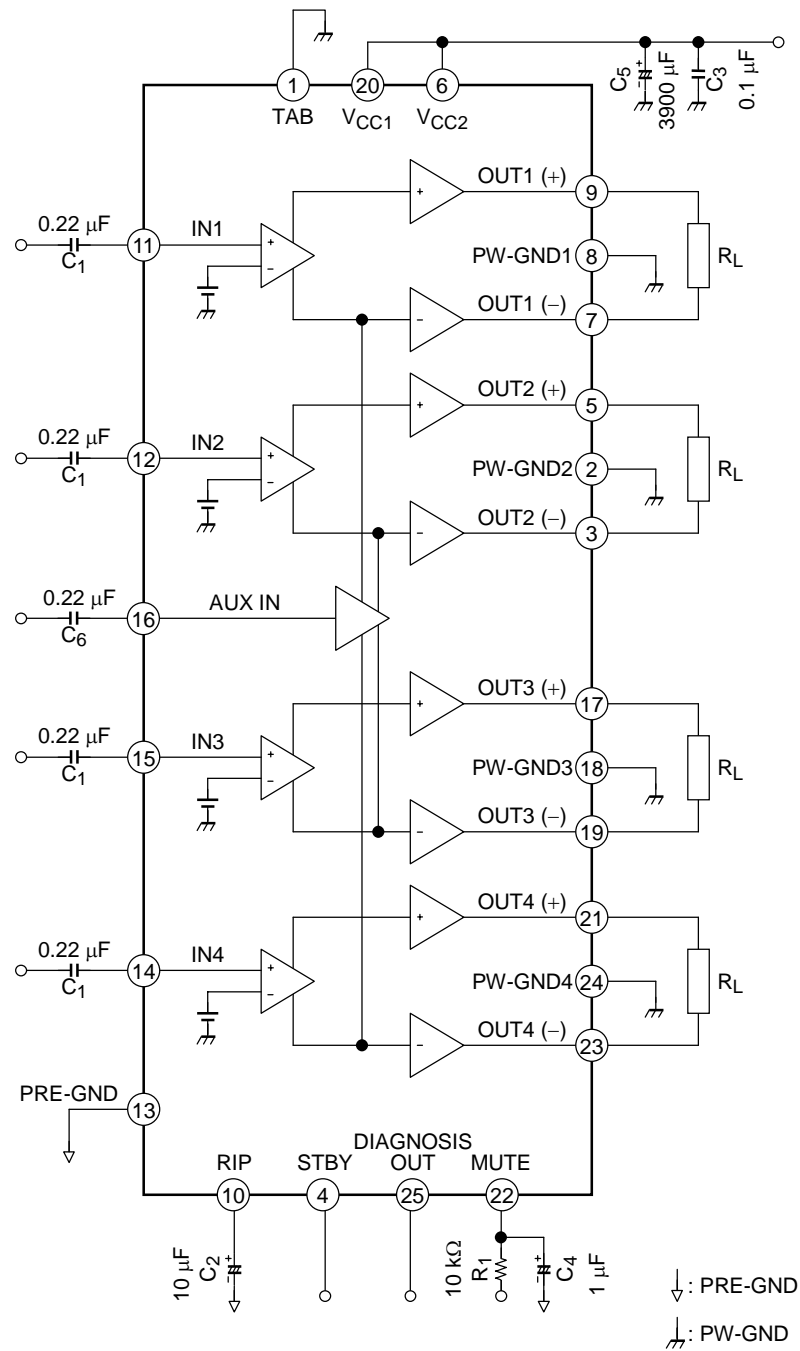 1
TAB
20
VCC1
6
VCC2
C5
+
-
3900 µF
C3
0.1 µF
0.22 µF
C1
11
IN1
+
-
+
OUT1 (+)
9
PW-GND1
8
RL
-
OUT1 (−)
7
0.22 µF
C1
12
IN2
+
-
+
OUT2 (+)
5
PW-GND2
2
RL
-
OUT2 (−)
3
0.22 µF
C6
16
AUX IN
0.22 µF
C1
15
IN3
+
-
+
OUT3 (+)
17
PW-GND3
18
RL
-
OUT3 (−)
19
0.22 µF
C1
14
IN4
+
-
+
OUT4 (+)
21
PW-GND4
24
RL
-
OUT4 (−)
23
PRE-GND
13
RIP
10
STBY
4
DIAGNOSIS
OUT
25
MUTE
22
10 µF
C2
+
-
10 kΩ
R1
+
-
C4
1 µF
: PRE-GND
: PW-GND